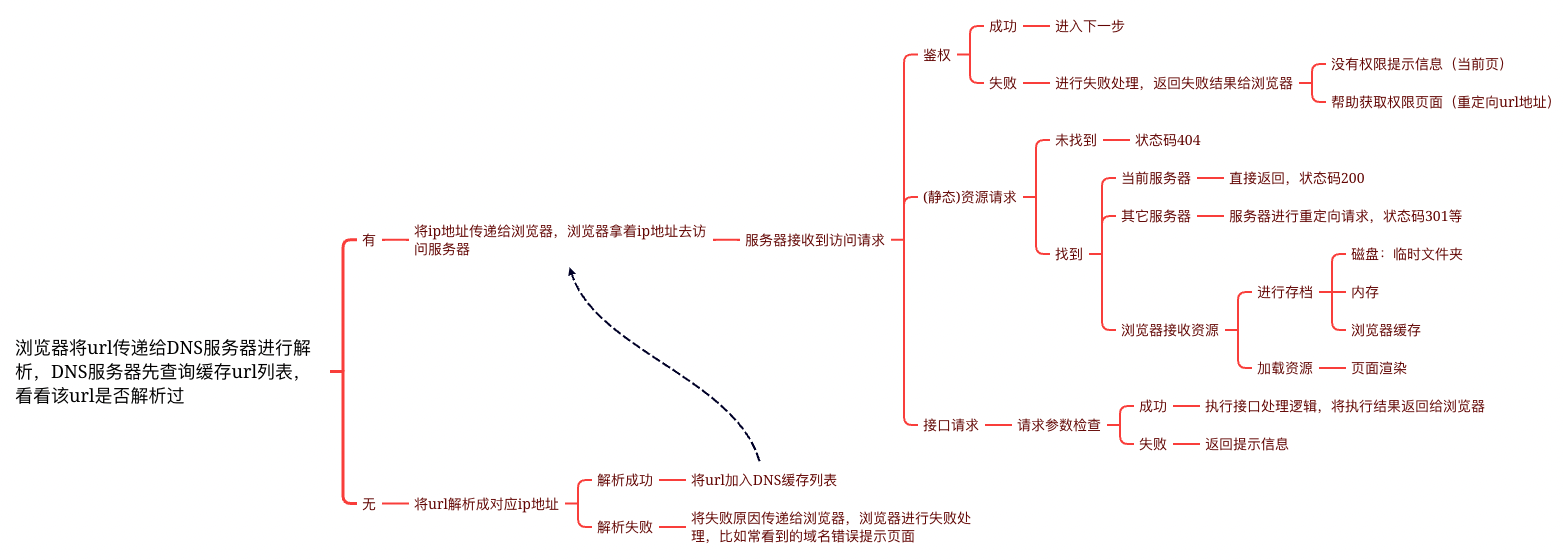 浏览器将url传递给DNS服务器进行解
析，DNS服务器先查询缓存url列表，
看看该url是否解析过
有
将ip地址传递给浏览器，浏览器拿着ip地址去访
问服务器
服务器接收到访问请求
鉴权
成功
进入下一步
失败
进行失败处理，返回失败结果给浏览器
没有权限提示信息（当前页）
帮助获取权限页面（重定向url地址）
(静态)资源请求
未找到
状态码404
找到
当前服务器
直接返回，状态码200
其它服务器
服务器进行重定向请求，状态码301等
浏览器接收资源
进行存档
磁盘：临时文件夹
内存
浏览器缓存
加载资源
页面渲染
接口请求
请求参数检查
成功
执行接口处理逻辑，将执行结果返回给浏览器
失败
返回提示信息
无
将url解析成对应ip地址
解析成功
将url加入DNS缓存列表
解析失败
将失败原因传递给浏览器，浏览器进行失败处
理，比如常看到的域名错误提示页面